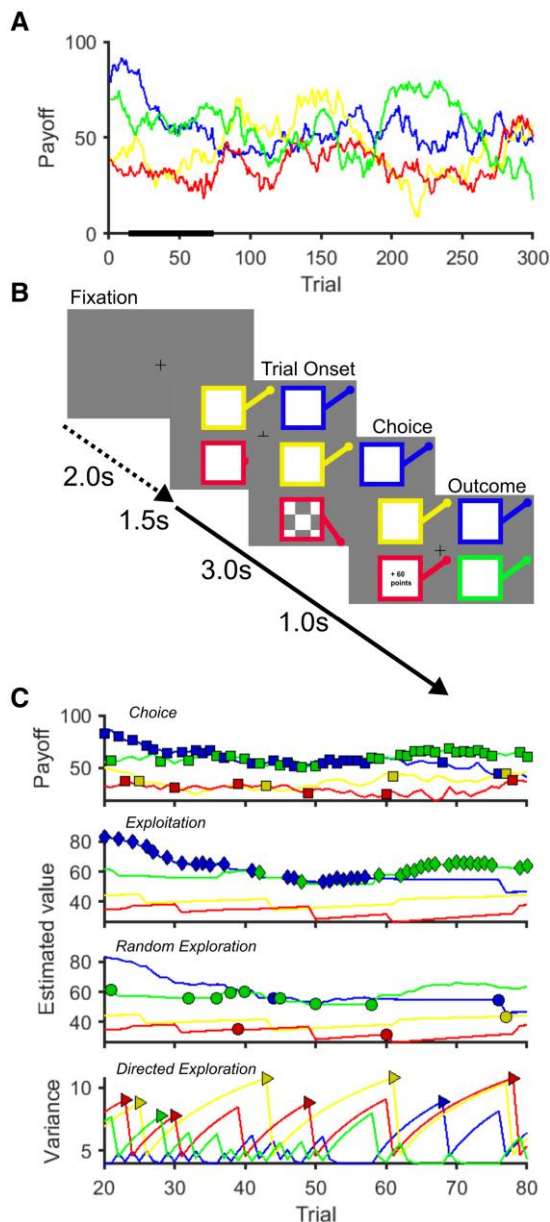 A
100
50
0
Payoff
0 50 100 150 200 250 300
Trial
B
Fixation
Trial Onset
Choice
Outcome
+ 60
points
2.0s
1.5s
3.0s
1.0s
C
Choice
100
50
Payoff
Exploitation
80
60
40
Random Exploration
80
60
40
Estimated value
Directed Exploration
10
5
Variance
20 30 40 50 60 70 80
Trial